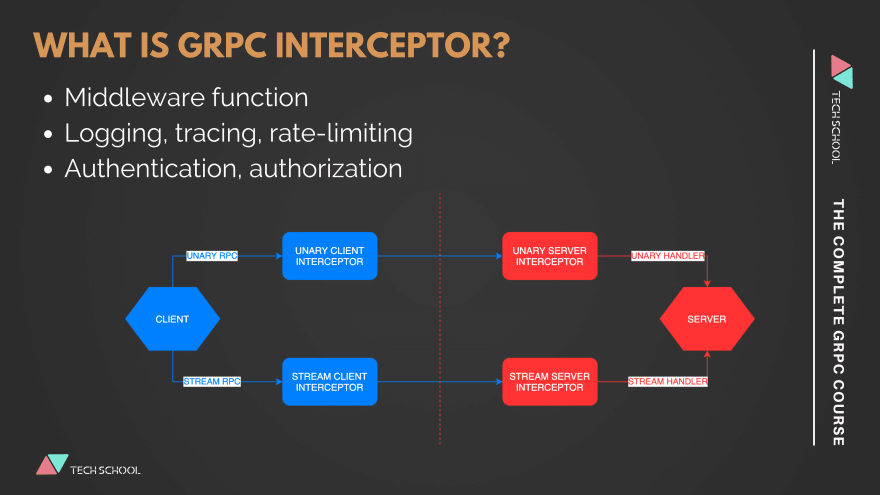 WHAT IS GRPC INTERCEPTOR?
• Middleware function
• Logging, tracing, rate-limiting
• Authentication, authorization
UNARY RPC
UNARY CLIENT
INTERCEPTOR
UNARY SERVER
INTERCEPTOR
UNARY HANDLER
CLIENT
SERVER
STREAM RPC
STREAM CLIENT
INTERCEPTOR
STREAM SERVER
INTERCEPTOR
STREAM HANDLER
TECH SCHOOL
TECH SCHOOL
THE COMPLETE GRPC COURSE